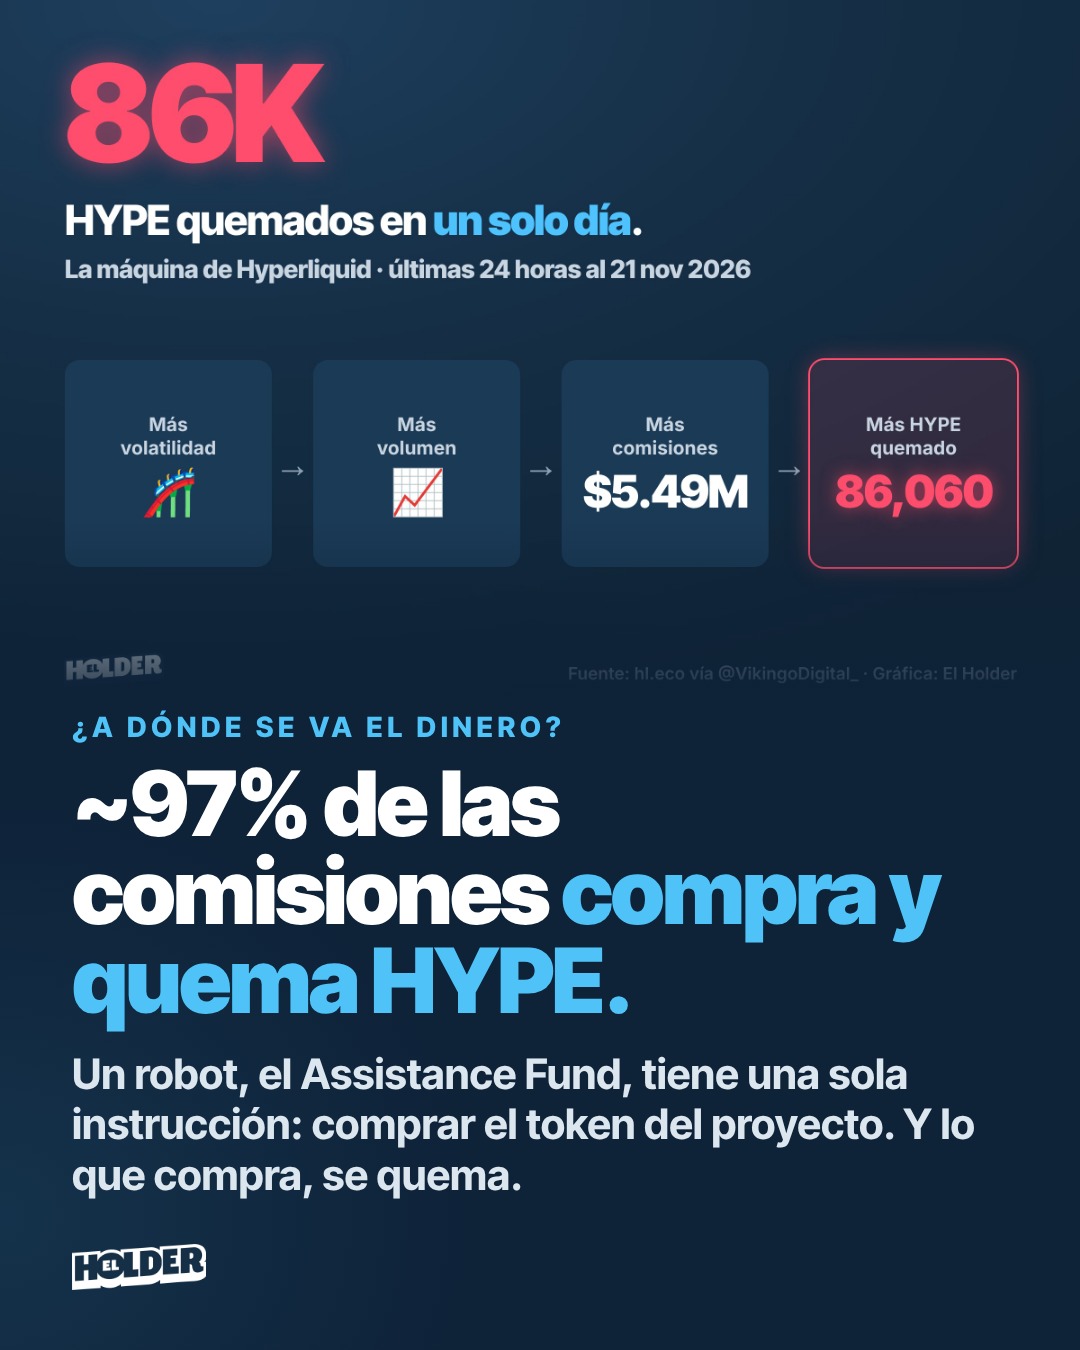 86K
HYPE quemados en un solo día.
La máquina de Hyperliquid · últimas 24 horas al 21 nov 2026
Más
volatilidad
→
Más
volumen
→
Más
comisiones
$5.49M
→
Más HYPE
quemado
86,060
EL HOLDER
Fuente: hl.eco vía @VikingoDigital_ · Gráfica: El Holder
¿A DÓNDE SE VA EL DINERO?
~97% de las
comisiones compra y
quema HYPE.
Un robot, el Assistance Fund, tiene una sola
instrucción: comprar el token del proyecto. Y lo
que compra, se quema.
EL HOLDER